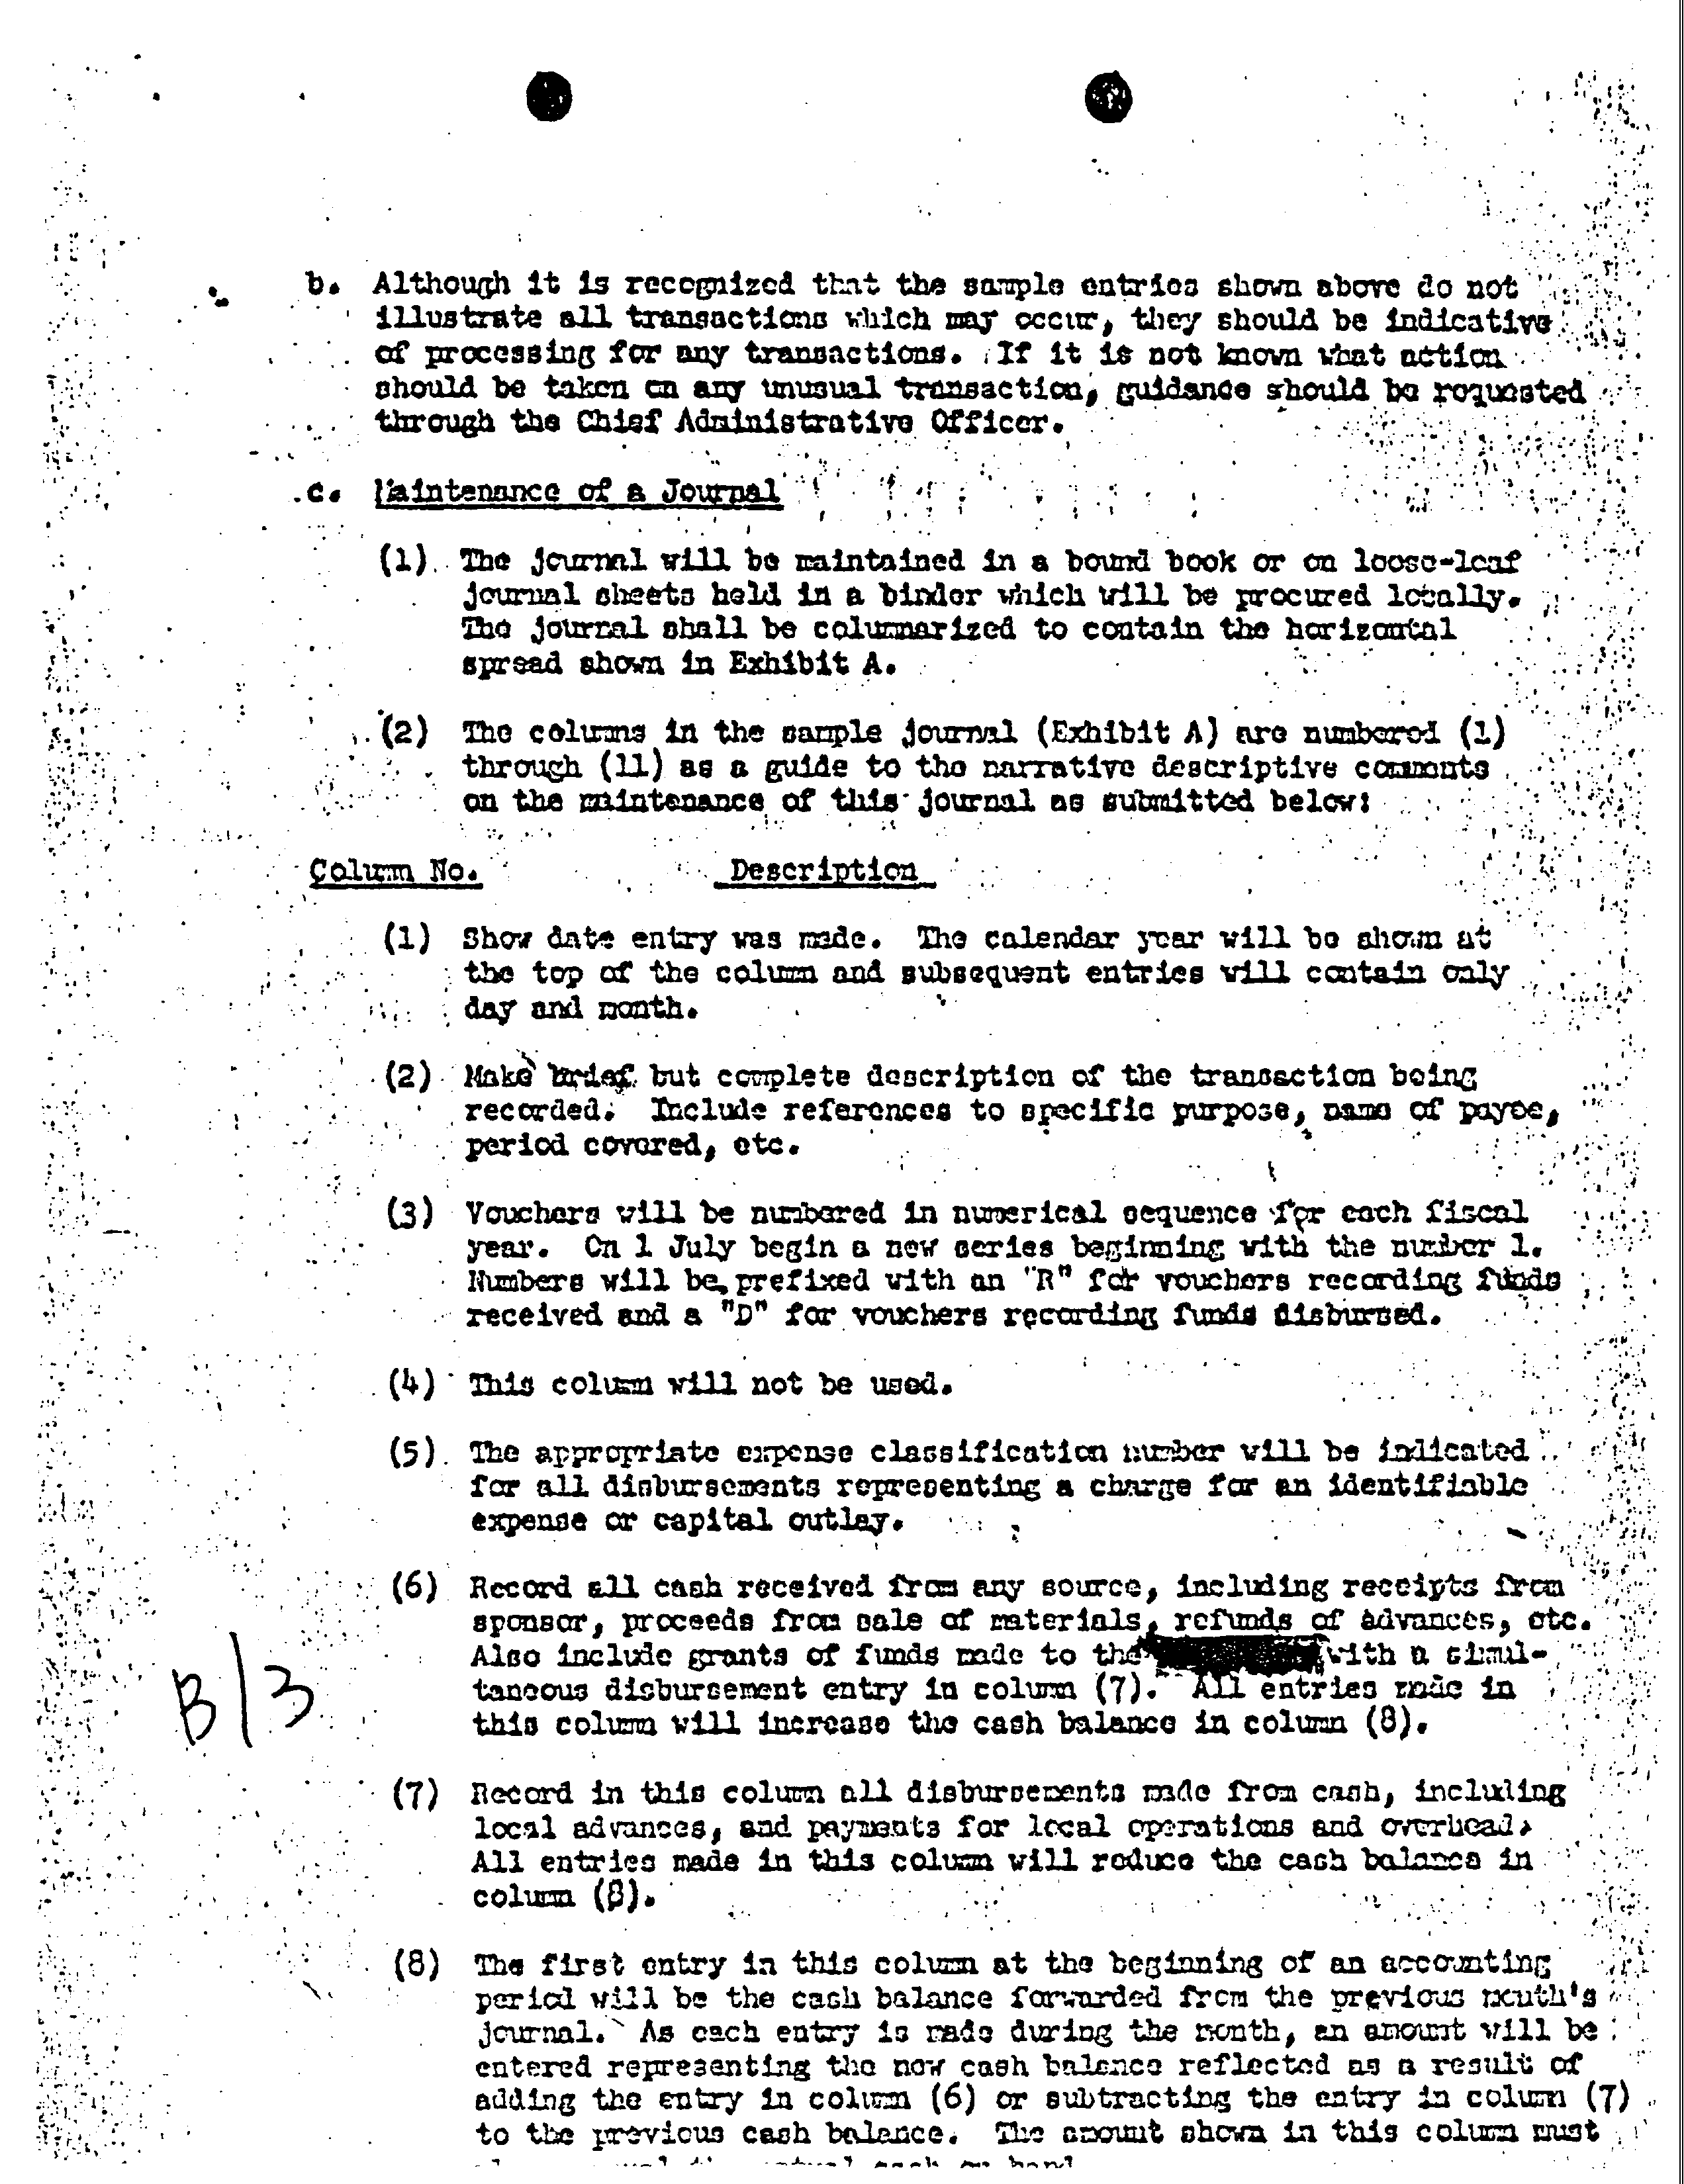 b. Although it is recognized that the sample entries shown above do not
illustrate all transactions which may occur, they should be indicative
of processing for any transactions. If it is not known what action
should be taken on any unusual transaction, guidance should be requested
through the Chief Administrative Officer.
c. Maintenance of a Journal
(1) The journal will be maintained in a bound book or on loose-leaf
journal sheets held in a binder which will be procured locally.
The journal shall be columnarized to contain the horizontal
spread shown in Exhibit A.
(2) The columns in the sample journal (Exhibit A) are numbered (1)
through (11) as a guide to the narrative descriptive comments
on the maintenance of this journal as submitted below:
Column No. Description
(1) Show date entry was made. The calendar year will be shown at
the top of the column and subsequent entries will contain only
day and month.
(2) Make brief but complete description of the transaction being
recorded. Include references to specific purpose, name of payee,
period covered, etc.
(3) Vouchers will be numbered in numerical sequence for each fiscal
year. On 1 July begin a new series beginning with the number 1.
Numbers will be prefixed with an "R" for vouchers recording funds
received and a "D" for vouchers recording funds disbursed.
(4) This column will not be used.
(5) The appropriate expense classification number will be indicated
for all disbursements representing a charge for an identifiable
expense or capital outlay.
(6) Record all cash received from any source, including receipts from
sponsor, proceeds from sale of materials, refunds of advances, etc.
Also include grants of funds made to the with a simul-
taneous disbursement entry in column (7). All entries made in
this column will increase the cash balance in column (8).
B/3
(7) Record in this column all disbursements made from cash, including
local advances, and payments for local operations and overhead.
All entries made in this column will reduce the cash balance in
column (8).
(8) The first entry in this column at the beginning of an accounting
period will be the cash balance forwarded from the previous month's
journal. As each entry is made during the month, an amount will be
entered representing the new cash balance reflected as a result of
adding the entry in column (6) or subtracting the entry in column (7)
to the previous cash balance. The amount shown in this column must
cash on hand